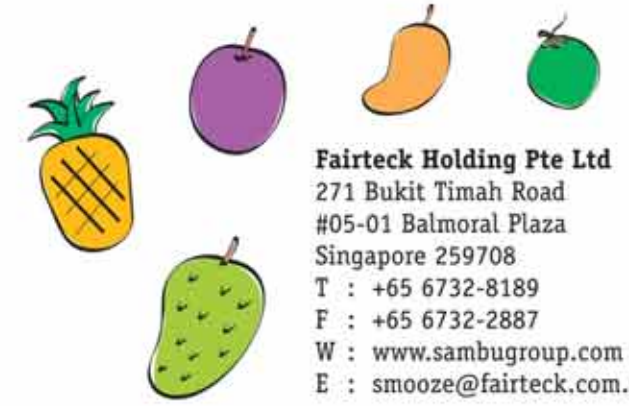 Fairteck Holding Pte Ltd
271 Bukit Timah Road
#05-01 Balmoral Plaza
Singapore 259708
T : +65 6732-8189
F : +65 6732-2887
W : www.sambugroup.com
E : smooze@fairteck.com.